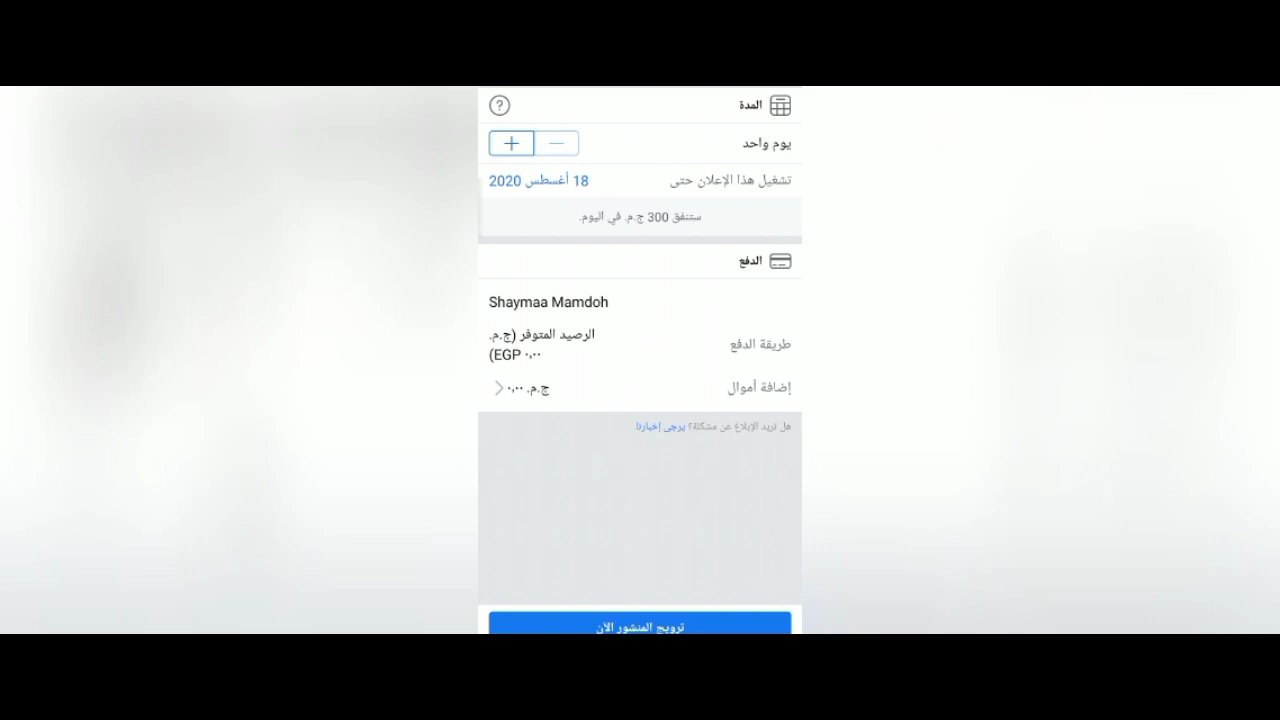 المدة
يوم واحد
تشغيل هذا الإعلان حتى 18 أغسطس 2020
ستنفق 300 ج.م. في اليوم.
الدفع
Shaymaa Mamdoh
طريقة الدفع الرصيد المتوفر (ج.م.
٠,٠٠ EGP)
إضافة أموال ج.م. ٠,٠٠
هل تريد الإبلاغ عن مشكلة؟ يرجى إخبارنا
ترويج المنشور الآن